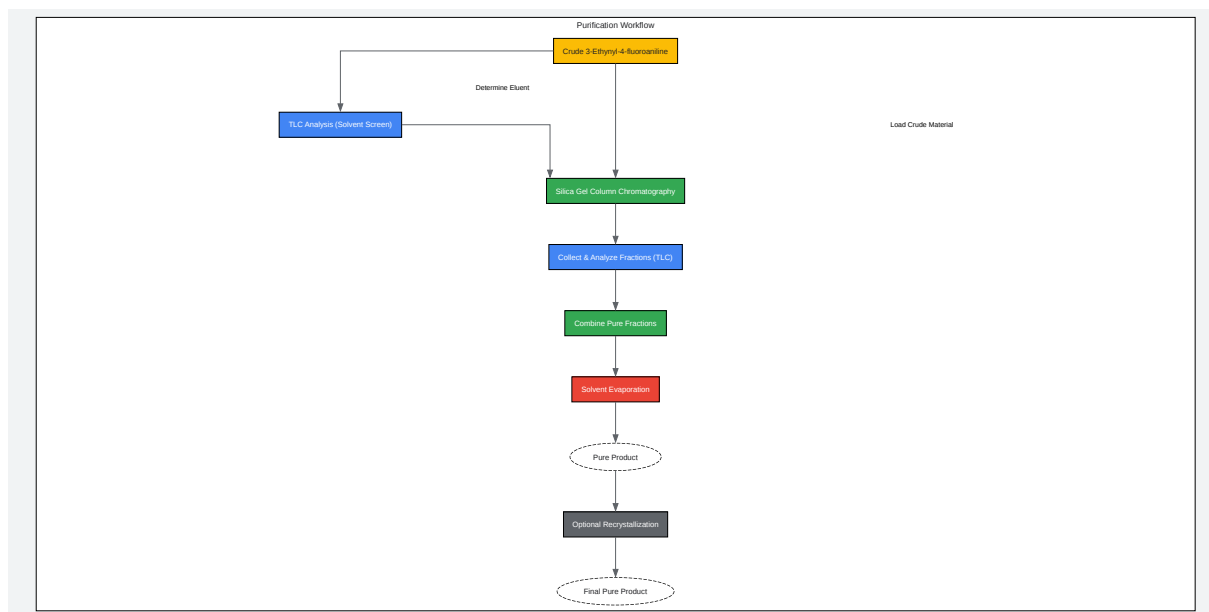 Purification Workflow
Crude 3-Ethynyl-4-fluoroaniline
Determine Eluent
TLC Analysis (Solvent Screen)
Load Crude Material
Silica Gel Column Chromatography
Collect & Analyze Fractions (TLC)
Combine Pure Fractions
Solvent Evaporation
Pure Product
Optional Recrystallization
Final Pure Product